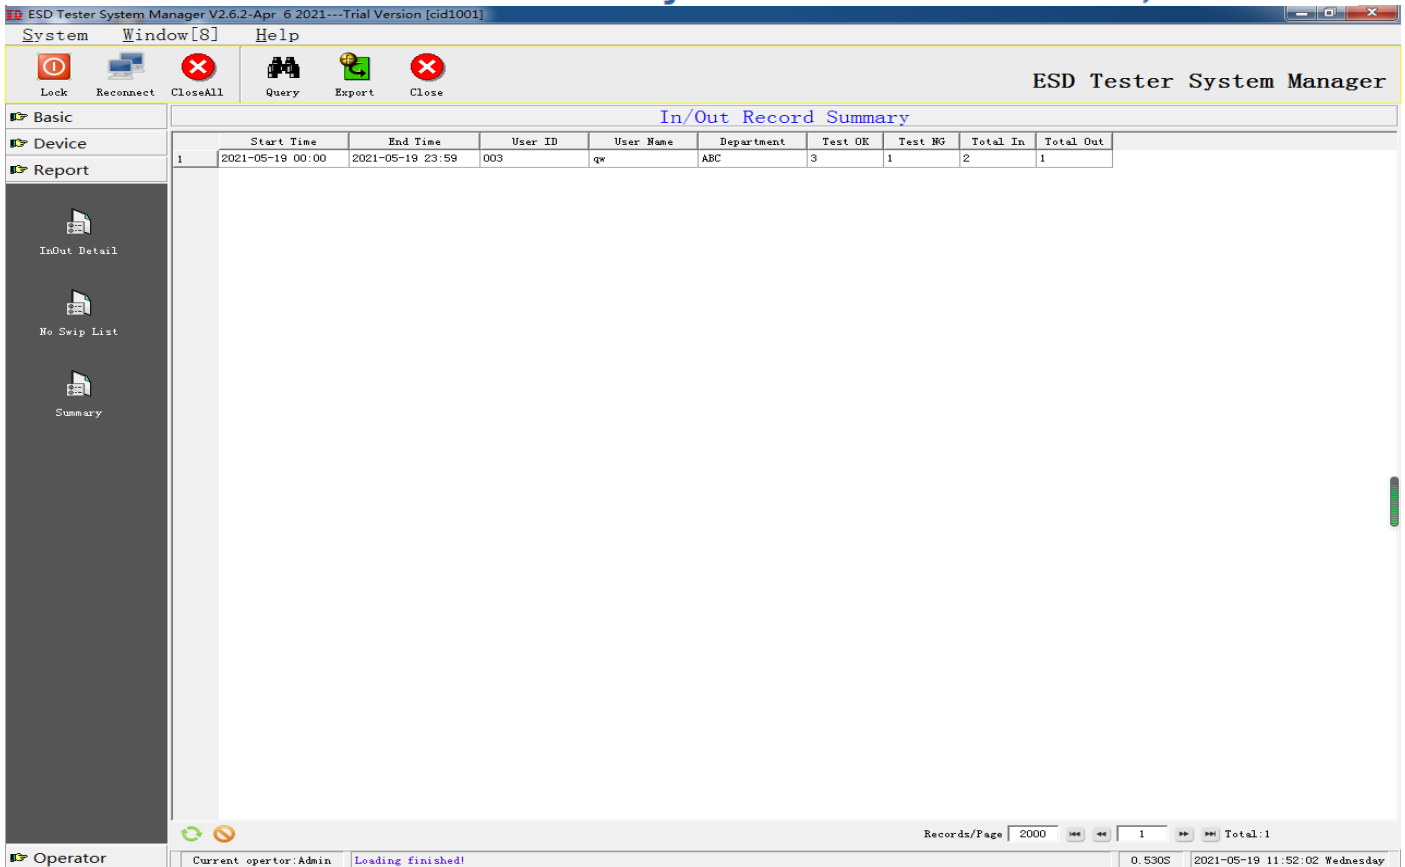 ESD Tester System Manager V2.6.2-Apr 6 2021---Trial Version [cid1001]
System Window[8] Help
Lock Reconnect CloseAll Query Export Close
ESD Tester System Manager
Basic
Device
Report
InOut Detail
No Swip List
Summary
Operator
In/Out Record Summary
Start Time End Time User ID User Name Department Test OK Test NG Total In Total Out
1 2021-05-19 00:00 2021-05-19 23:59 003 qw ABC 3 1 2 1
Records/Page 2000 1 Total:1
Current opertor:Admin Loading finished! 0.530S 2021-05-19 11:52:02 Wednesday